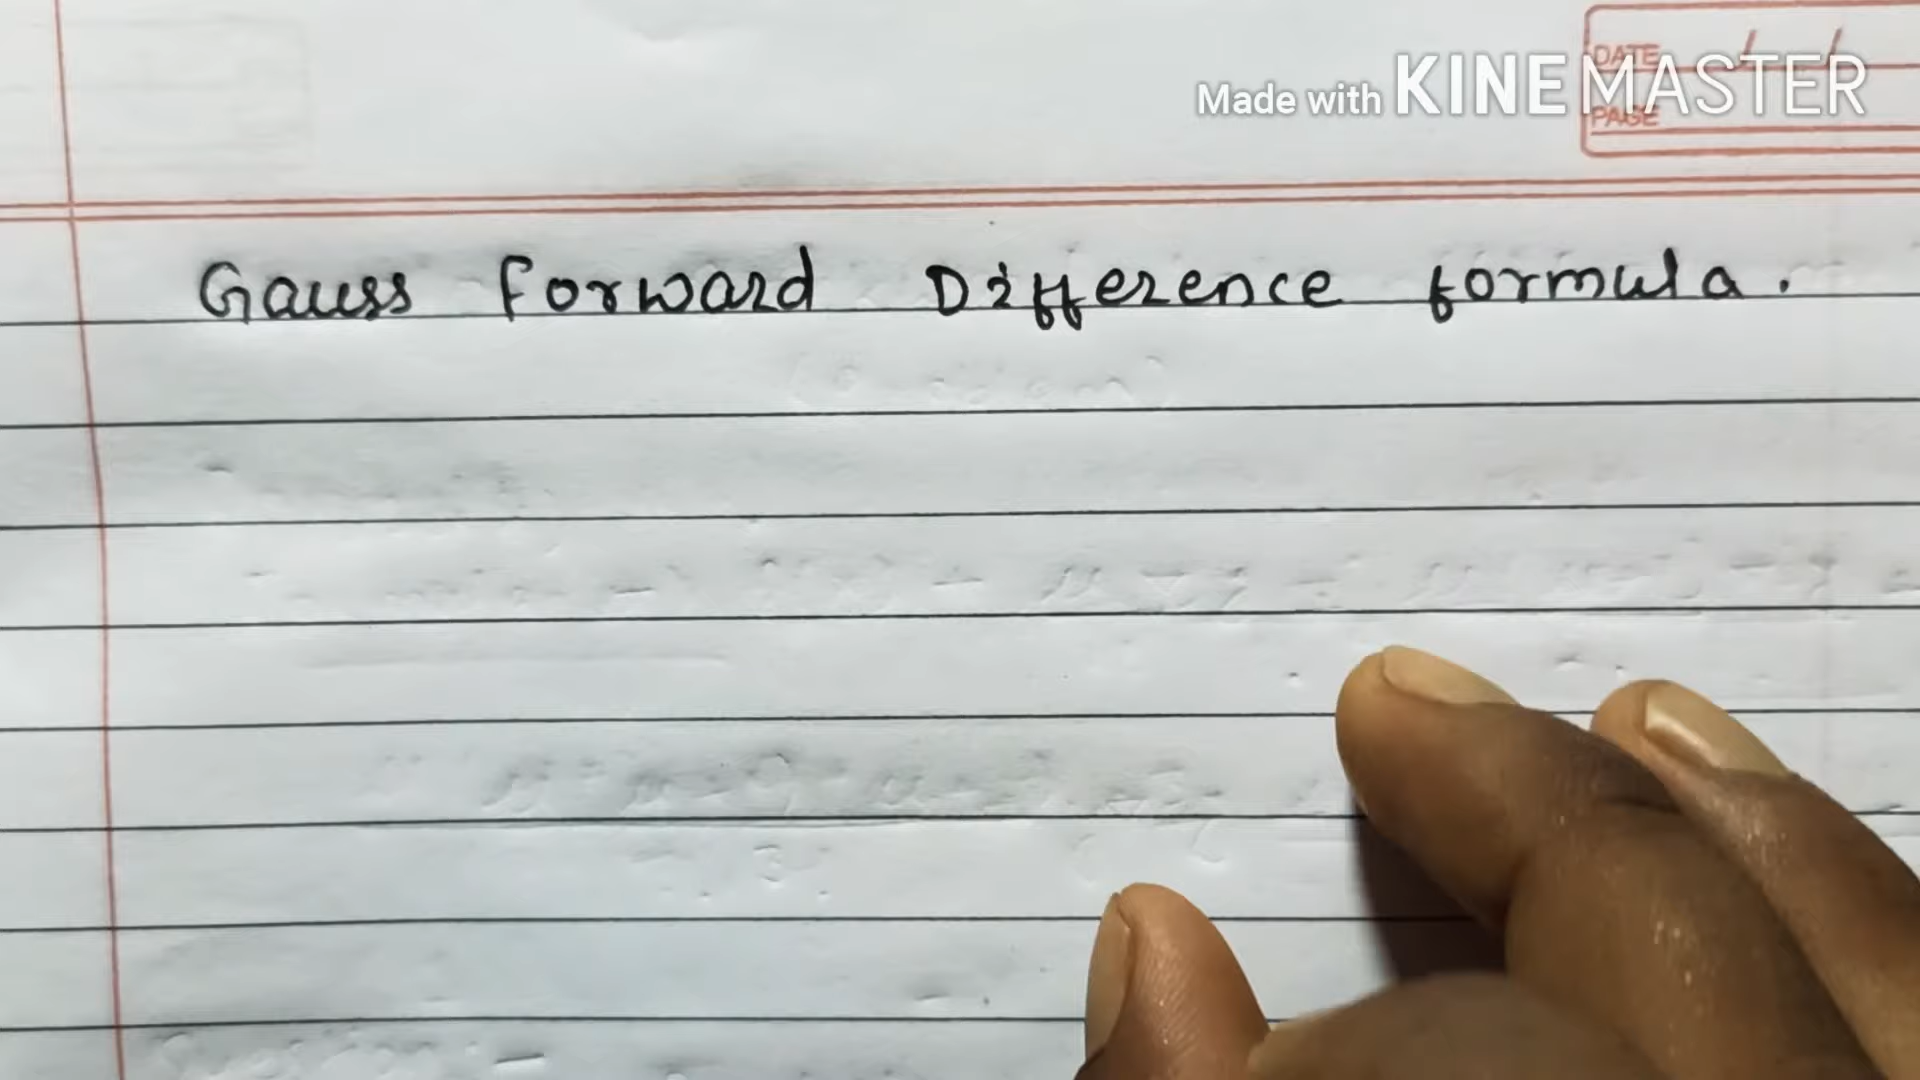 Made with KINEMASTER
DATE / /
PAGE
Gauss forward Difference formula.